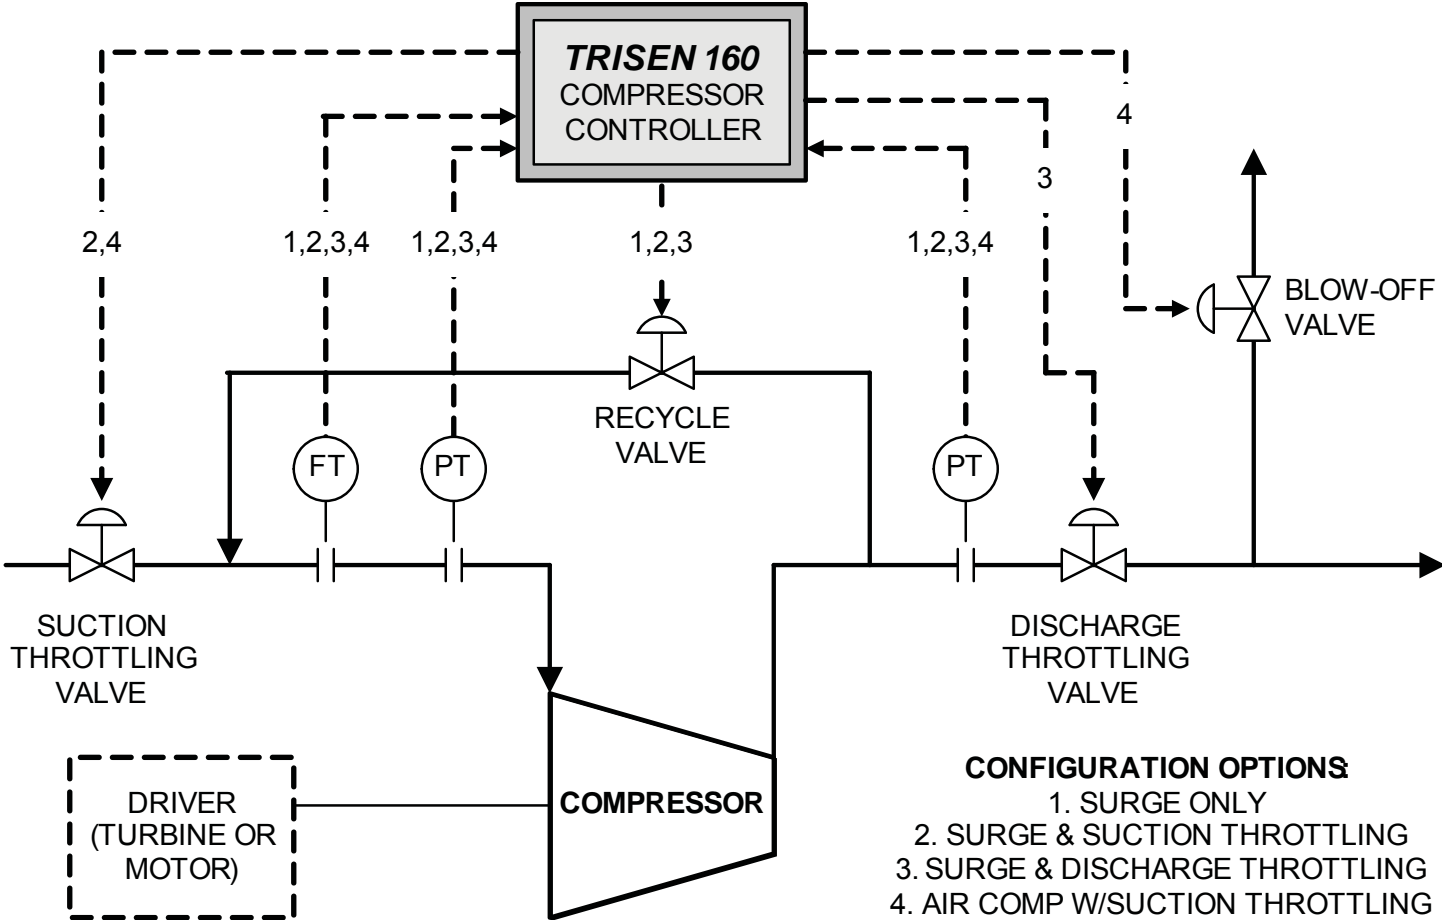 TRISEN 160
COMPRESSOR
CONTROLLER
4
3
2,4
1,2,3,4
1,2,3,4
1,2,3
1,2,3,4
BLOW-OFF
VALVE
RECYCLE
VALVE
FT
PT
PT
SUCTION
THROTTLING
VALVE
DISCHARGE
THROTTLING
VALVE
DRIVER
(TURBINE OR
MOTOR)
COMPRESSOR
CONFIGURATION OPTIONS:
1. SURGE ONLY
2. SURGE & SUCTION THROTTLING
3. SURGE & DISCHARGE THROTTLING
4. AIR COMP W/SUCTION THROTTLING